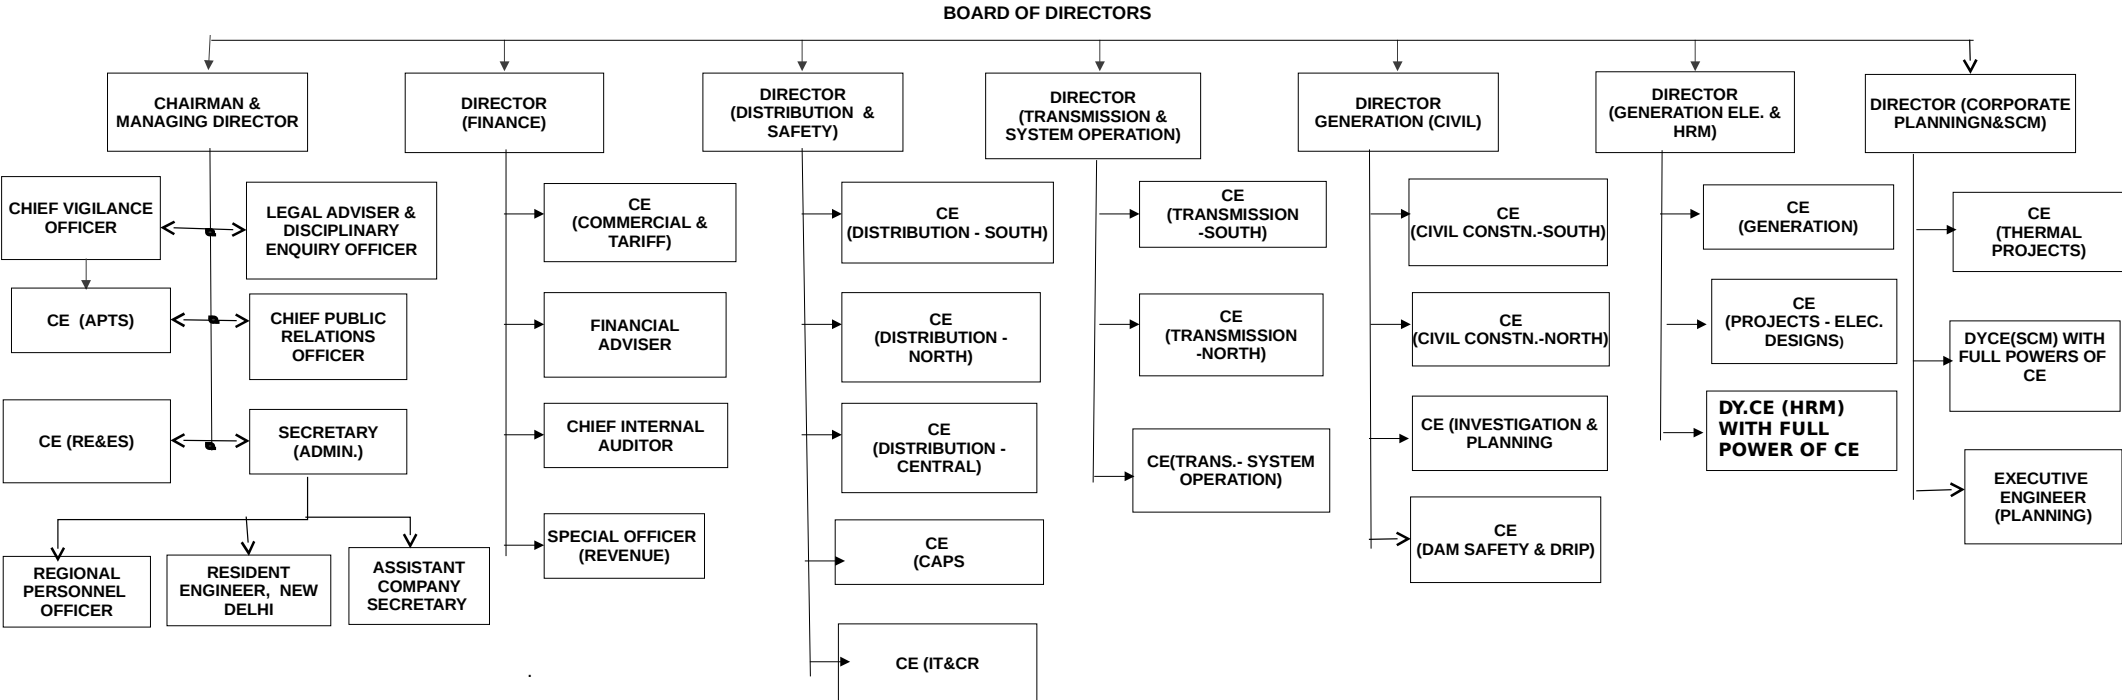 BOARD OF DIRECTORS
CHAIRMAN &
MANAGING DIRECTOR
DIRECTOR
(FINANCE)
DIRECTOR
(DISTRIBUTION &
SAFETY)
DIRECTOR
(TRANSMISSION &
SYSTEM OPERATION)
DIRECTOR
GENERATION (CIVIL)
DIRECTOR
(GENERATION ELE. &
HRM)
DIRECTOR (CORPORATE
PLANNINGN&SCM)
CHIEF VIGILANCE
OFFICER
LEGAL ADVISER &
DISCIPLINARY
ENQUIRY OFFICER
CE (APTS)
CHIEF PUBLIC
RELATIONS
OFFICER
CE (RE&ES)
SECRETARY
(ADMIN.)
REGIONAL
PERSONNEL
OFFICER
RESIDENT
ENGINEER, NEW
DELHI
ASSISTANT
COMPANY
SECRETARY
CE
(COMMERCIAL &
TARIFF)
FINANCIAL
ADVISER
CHIEF INTERNAL
AUDITOR
SPECIAL OFFICER
(REVENUE)
CE
(DISTRIBUTION - SOUTH)
CE
(DISTRIBUTION -
NORTH)
CE
(DISTRIBUTION -
CENTRAL)
CE
(CAPS
CE (IT&CR
CE
(TRANSMISSION
-SOUTH)
CE
(TRANSMISSION
-NORTH)
CE(TRANS.- SYSTEM
OPERATION)
CE
(CIVIL CONSTN.-SOUTH)
CE
(CIVIL CONSTN.-NORTH)
CE (INVESTIGATION &
PLANNING
CE
(DAM SAFETY & DRIP)
CE
(GENERATION)
CE
(PROJECTS - ELEC.
DESIGNS)
DY.CE (HRM)
WITH FULL
POWER OF CE
CE
(THERMAL
PROJECTS)
DYCE(SCM) WITH
FULL POWERS OF
CE
EXECUTIVE
ENGINEER
(PLANNING)
.